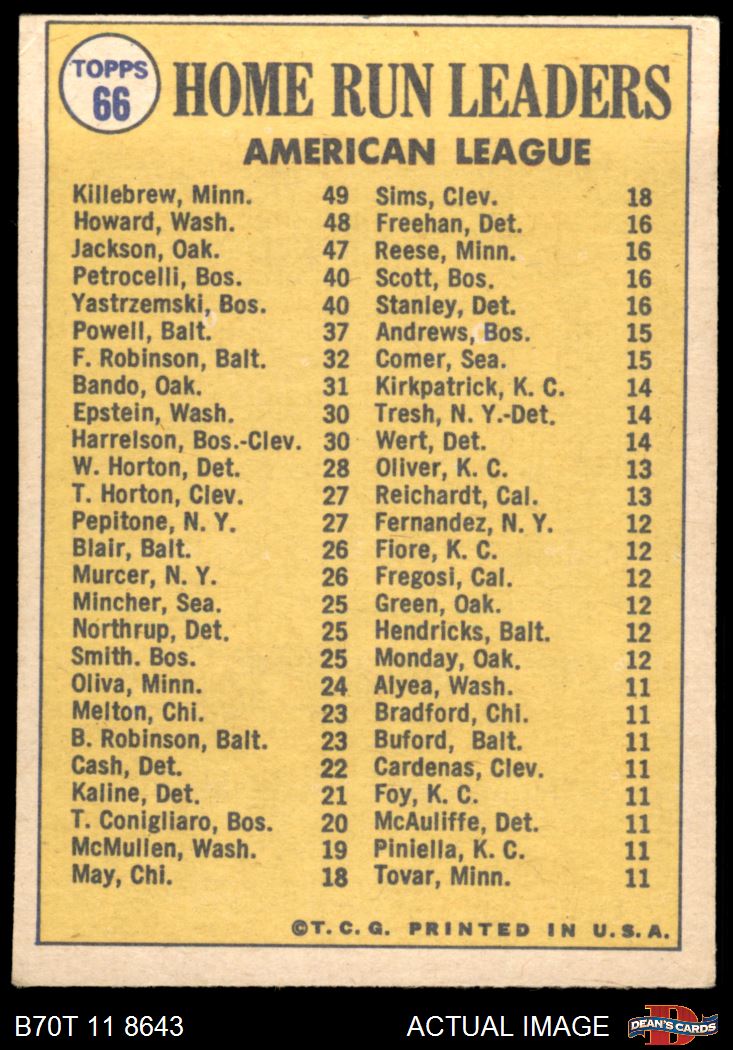 TOPPS
66
HOME RUN LEADERS
AMERICAN LEAGUE
Killebrew, Minn. 49
Howard, Wash. 48
Jackson, Oak. 47
Petrocelli, Bos. 40
Yastrzemski, Bos. 40
Powell, Balt. 37
F. Robinson, Balt. 32
Bando, Oak. 31
Epstein, Wash. 30
Harrelson, Bos.-Clev. 30
W. Horton, Det. 28
T. Horton, Clev. 27
Pepitone, N. Y. 27
Blair, Balt. 26
Murcer, N. Y. 26
Mincher, Sea. 25
Northrup, Det. 25
Smith. Bos. 25
Oliva, Minn. 24
Melton, Chi. 23
B. Robinson, Balt. 23
Cash, Det. 22
Kaline, Det. 21
T. Conigliaro, Bos. 20
McMullen, Wash. 19
May, Chi. 18
Sims, Clev. 18
Freehan, Det. 16
Reese, Minn. 16
Scott, Bos. 16
Stanley, Det. 16
Andrews, Bos. 15
Comer, Sea. 15
Kirkpatrick, K. C. 14
Tresh, N. Y.-Det. 14
Wert, Det. 14
Oliver, K. C. 13
Reichardt, Cal. 13
Fernandez, N. Y. 12
Fiore, K. C. 12
Fregosi, Cal. 12
Green, Oak. 12
Hendricks, Balt. 12
Monday, Oak. 12
Alyea, Wash. 11
Bradford, Chi. 11
Buford, Balt. 11
Cardenas, Clev. 11
Foy, K. C. 11
McAuliffe, Det. 11
Piniella, K. C. 11
Tovar, Minn. 11
©T. C. G. PRINTED IN U.S.A.
B70T 11 8643
ACTUAL IMAGE
D
DEAN'S CARDS